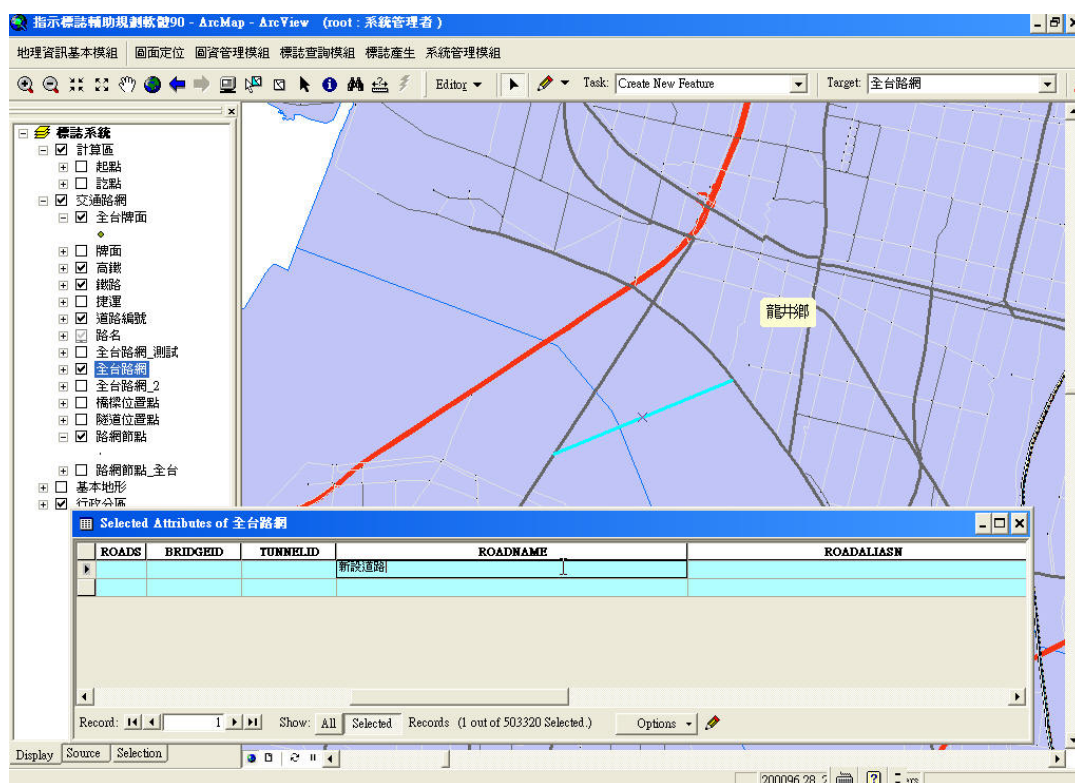 指示標誌輔助規劃軟體90 - ArcMap - ArcView (root : 系統管理者)
地理資訊基本模組 圖面定位 圖資管理模組 標誌查詢模組 標誌產生 系統管理模組
Editor Task: Create New Feature Target: 全台路網
標誌系統
計算區
起點
訖點
交通路網
全台牌面
牌面
高鐵
鐵路
捷運
道路編號
路名
全台路網_測試
全台路網
全台路網_2
橋樑位置點
隧道位置點
路網節點
路網節點_全台
基本地形
行政分區
龍井鄉
Selected Attributes of 全台路網
ROADS BRIDGEID TUNNELID ROADNAME ROADALIASN
新設道路
Record: 1 Show: All Selected Records (1 out of 503320 Selected.) Options
Display Source Selection
200096.28